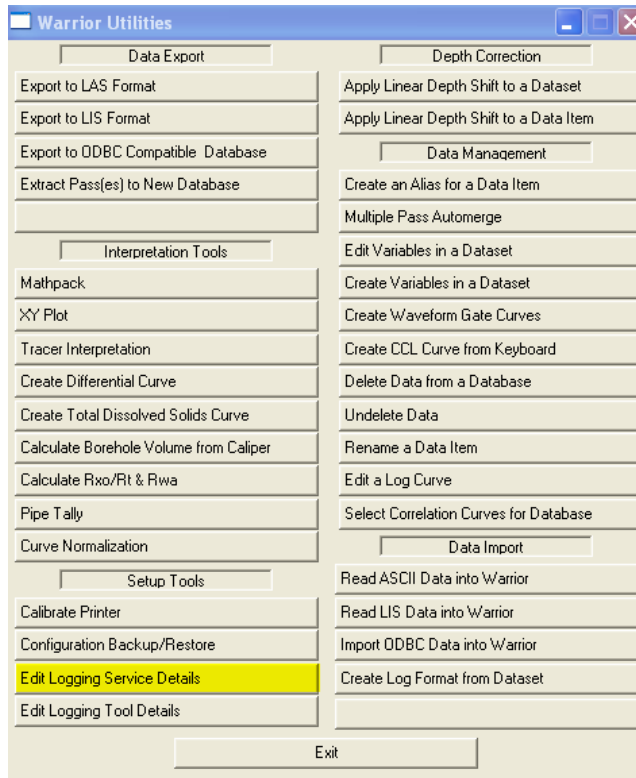 Warrior Utilities
Data Export
Export to LAS Format
Export to LIS Format
Export to ODBC Compatible Database
Extract Pass(es) to New Database
Interpretation Tools
Mathpack
XY Plot
Tracer Interpretation
Create Differential Curve
Create Total Dissolved Solids Curve
Calculate Borehole Volume from Caliper
Calculate Rxo/Rt & Rwa
Pipe Tally
Curve Normalization
Setup Tools
Calibrate Printer
Configuration Backup/Restore
Edit Logging Service Details
Edit Logging Tool Details
Depth Correction
Apply Linear Depth Shift to a Dataset
Apply Linear Depth Shift to a Data Item
Data Management
Create an Alias for a Data Item
Multiple Pass Automerge
Edit Variables in a Dataset
Create Variables in a Dataset
Create Waveform Gate Curves
Create CCL Curve from Keyboard
Delete Data from a Database
Undelete Data
Rename a Data Item
Edit a Log Curve
Select Correlation Curves for Database
Data Import
Read ASCII Data into Warrior
Read LIS Data into Warrior
Import ODBC Data into Warrior
Create Log Format from Dataset
Exit